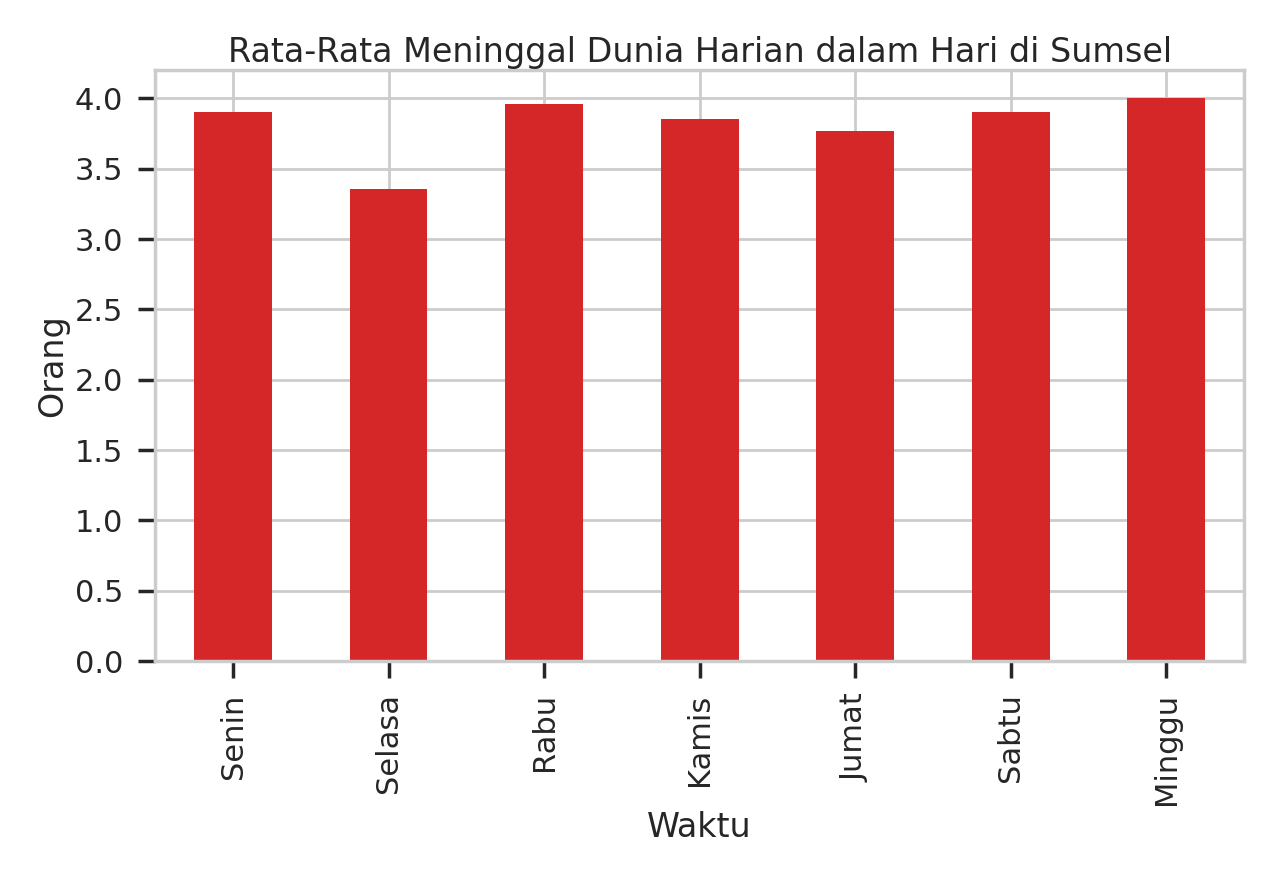 Rata-Rata Meninggal Dunia Harian dalam Hari di Sumsel
Orang
4.0
3.5
3.0
2.5
2.0
1.5
1.0
0.5
0.0
Senin
Selasa
Rabu
Kamis
Jumat
Sabtu
Minggu
Waktu